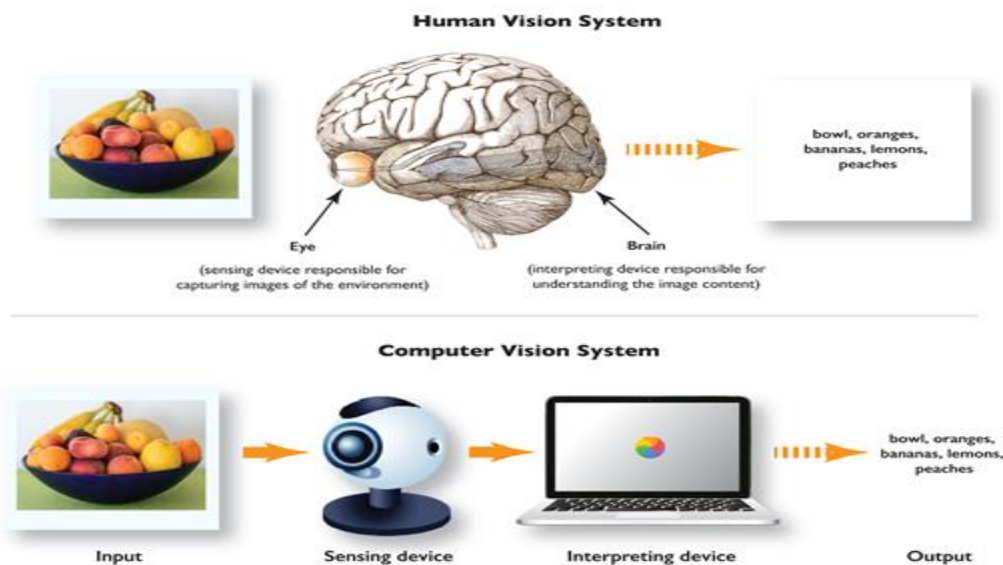 Human Vision System
bowl, oranges,
bananas, lemons,
peaches
Eye
(sensing device responsible for
capturing images of the environment)
Brain
(interpreting device responsible for
understanding the image content)
Computer Vision System
bowl, oranges,
bananas, lemons,
peaches
Input
Sensing device
Interpreting device
Output